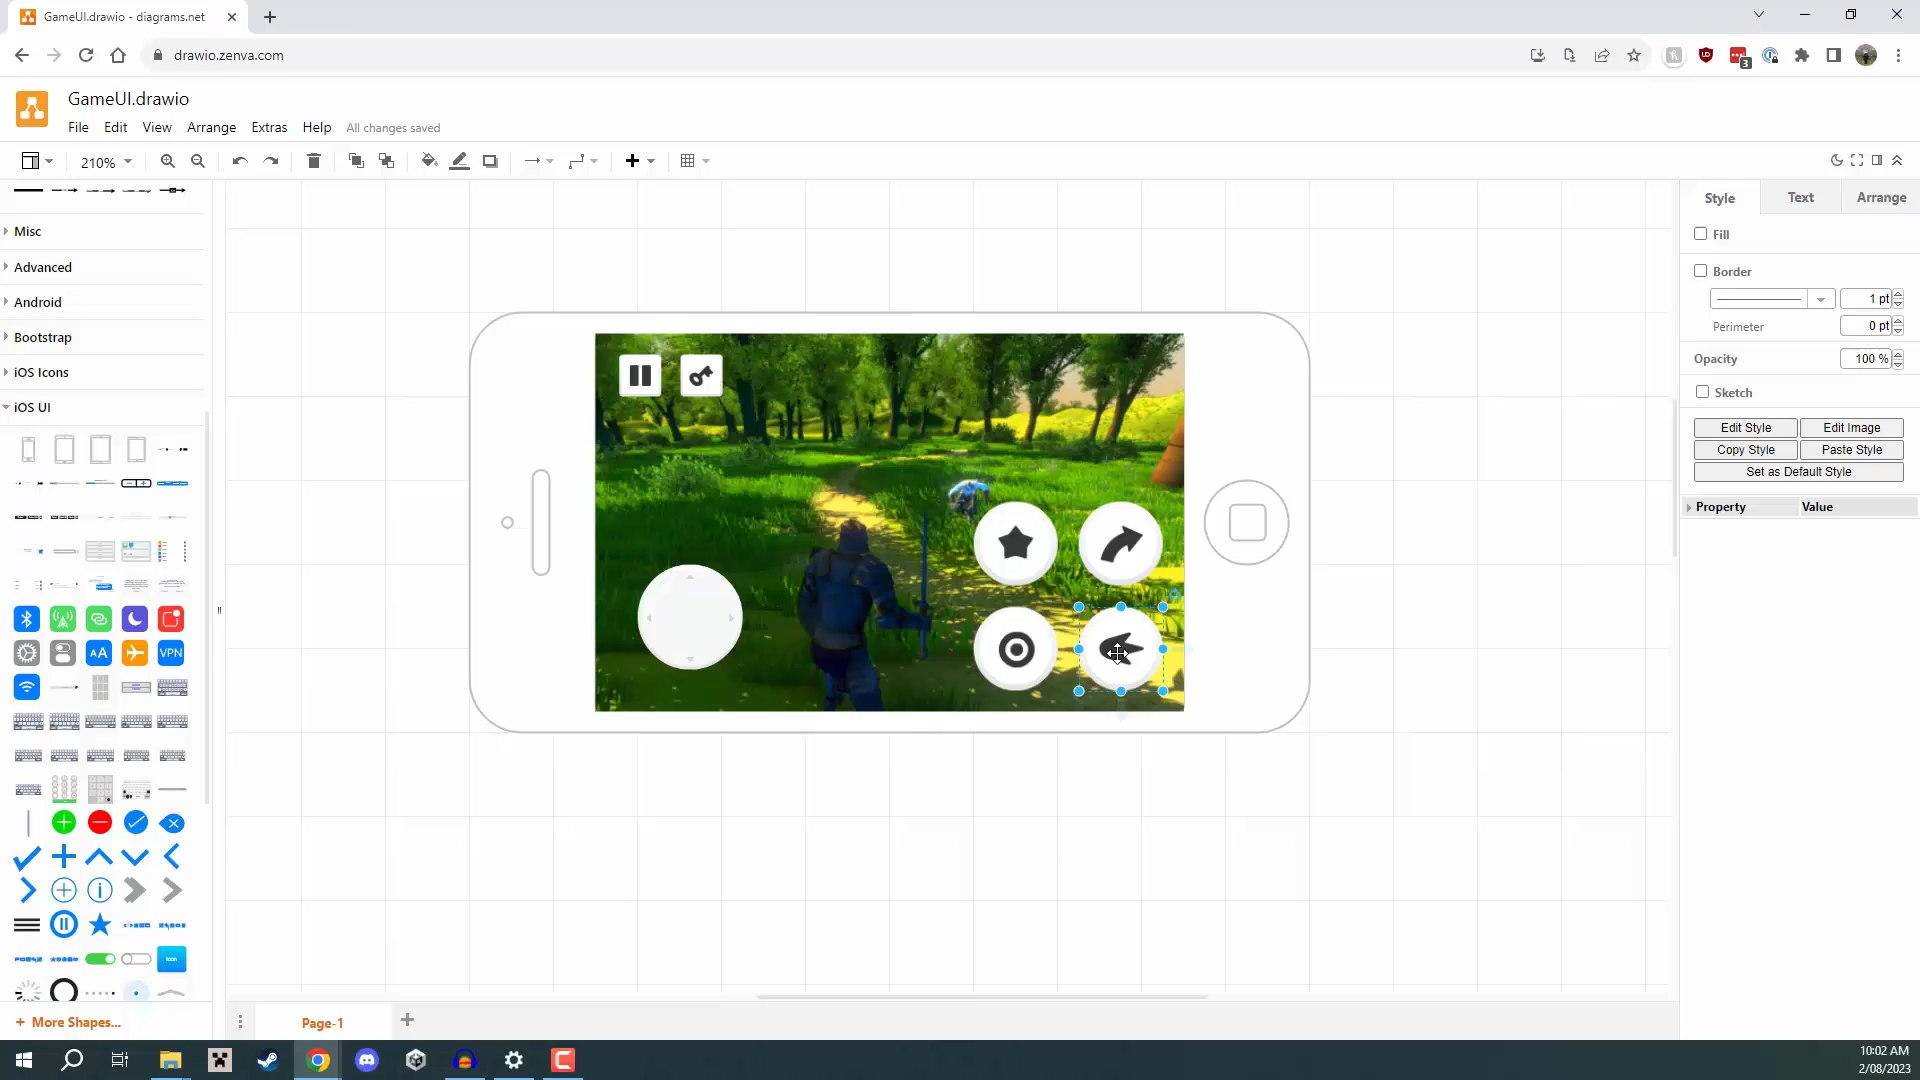 GameUI.drawio - diagrams.net
drawio.zenva.com
3
GameUI.drawio
File Edit View Arrange Extras Help All changes saved
210%
Misc
Advanced
Android
Bootstrap
iOS Icons
iOS UI
AA
VPN
Icon
+ More Shapes...
Page-1
Style Text Arrange
Fill
Border
1 pt
Perimeter 0 pt
Opacity 100 %
Sketch
Edit Style Edit Image
Copy Style Paste Style
Set as Default Style
Property Value
10:02 AM
2/08/2023